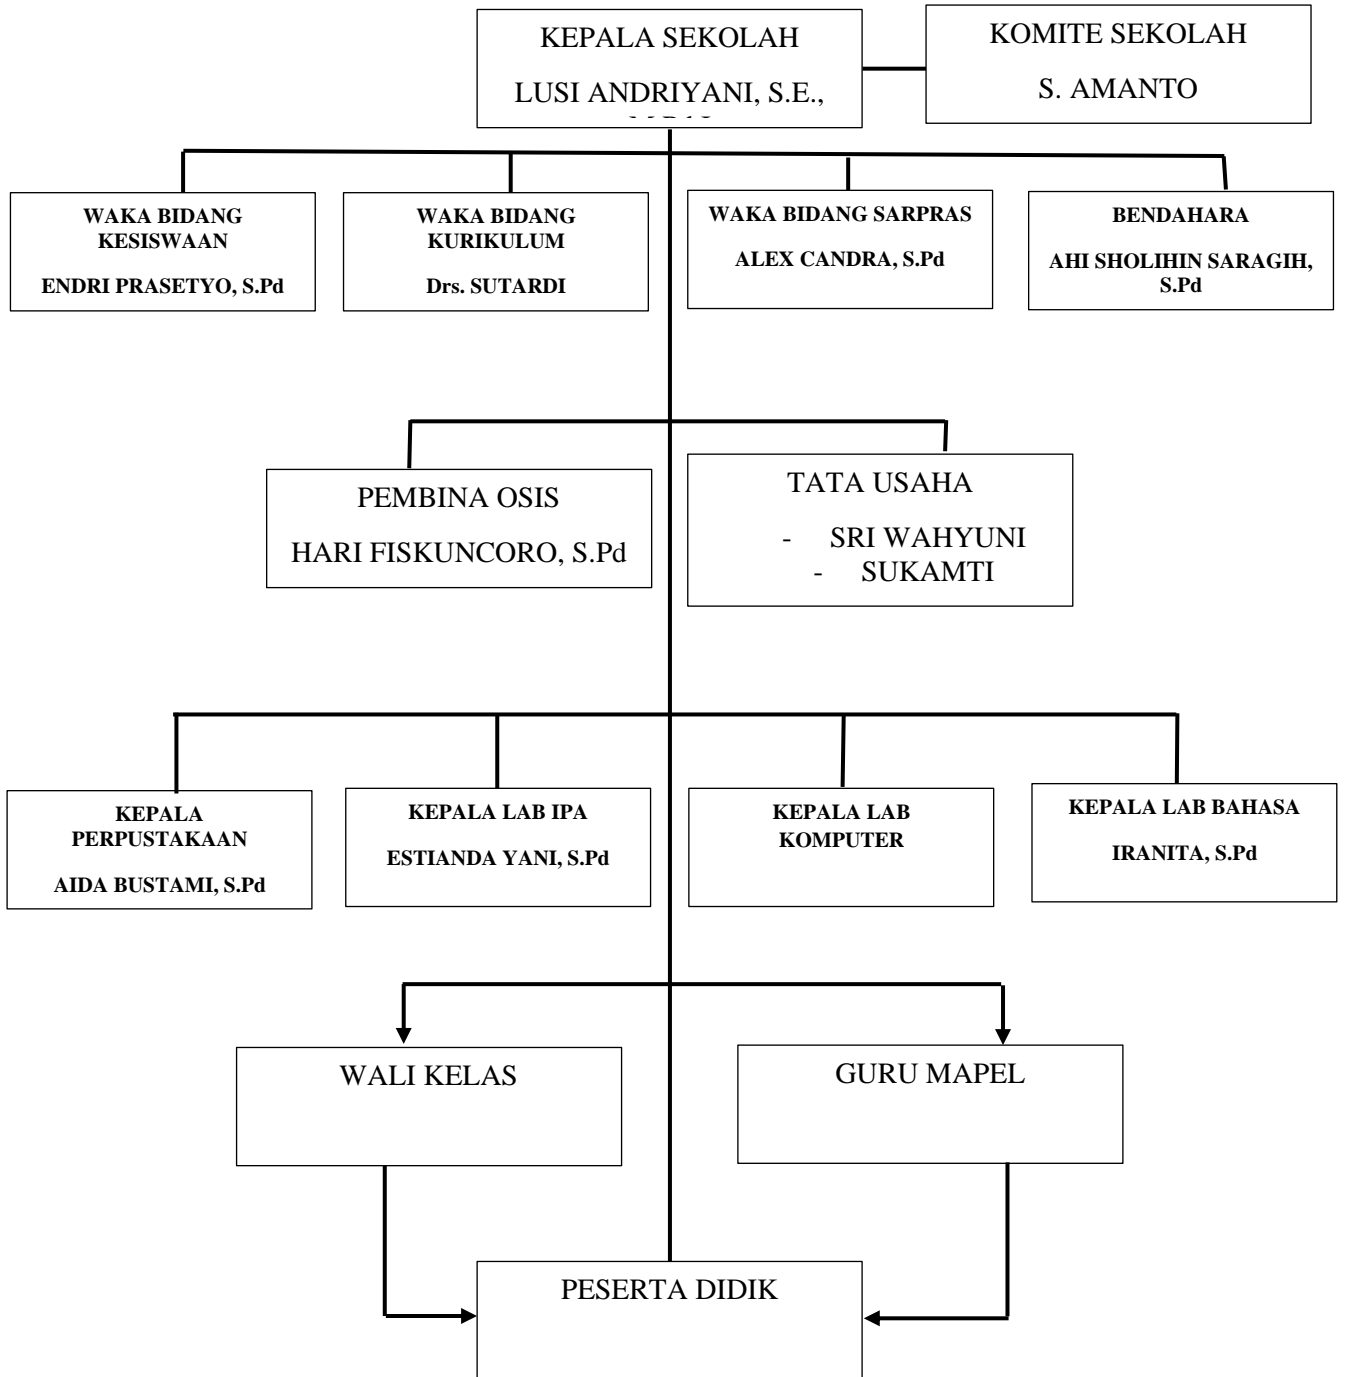 KEPALA SEKOLAH
LUSI ANDRIYANI, S.E.,
KOMITE SEKOLAH
S. AMANTO
WAKA BIDANG
KESISWAAN
ENDRI PRASETYO, S.Pd
WAKA BIDANG
KURIKULUM
Drs. SUTARDI
WAKA BIDANG SARPRAS
ALEX CANDRA, S.Pd
BENDAHARA
AHI SHOLIHIN SARAGIH,
S.Pd
PEMBINA OSIS
HARI FISKUNCORO, S.Pd
TATA USAHA
- SRI WAHYUNI
- SUKAMTI
KEPALA
PERPUSTAKAAN
AIDA BUSTAMI, S.Pd
KEPALA LAB IPA
ESTIANDA YANI, S.Pd
KEPALA LAB
KOMPUTER
KEPALA LAB BAHASA
IRANITA, S.Pd
WALI KELAS
GURU MAPEL
PESERTA DIDIK